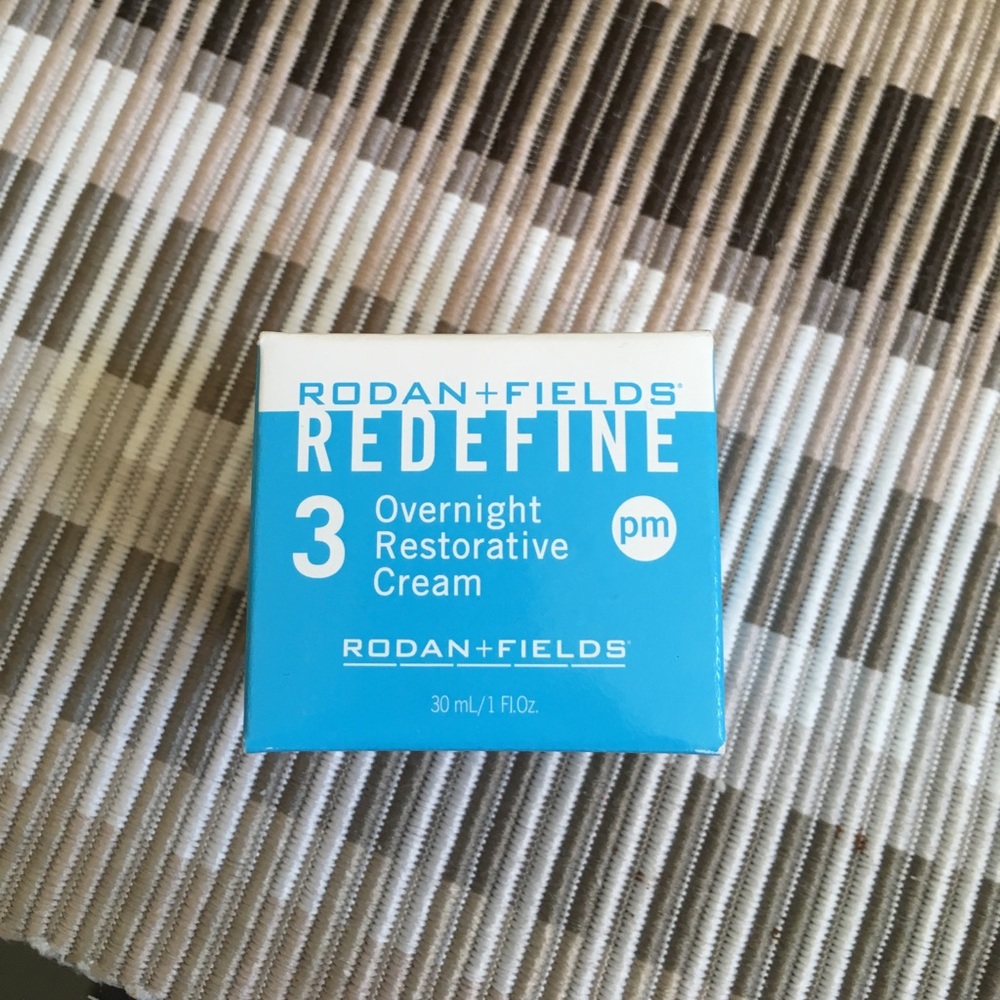 RODAN+FIELDS®
REDEFINE
3
Overnight
Restorative
Cream
pm
RODAN+FIELDS®
30 mL/1 Fl.Oz.